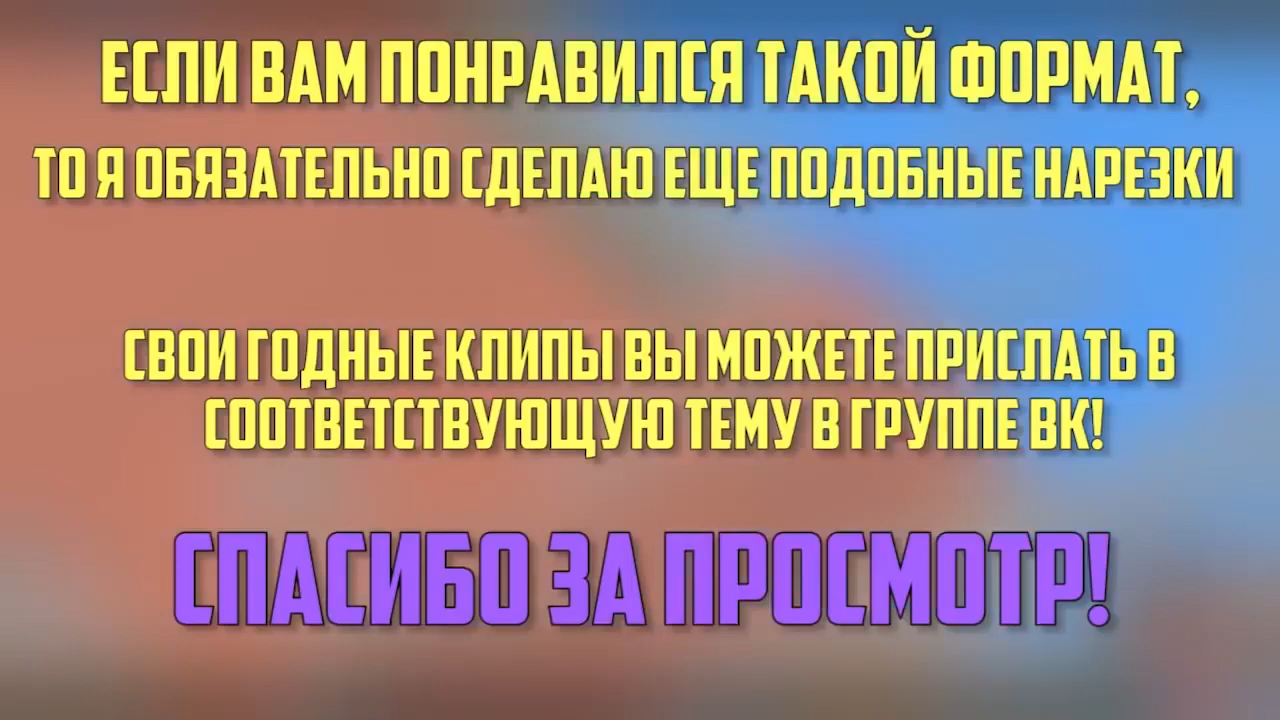 ЕСЛИ ВАМ ПОНРАВИЛСЯ ТАКОЙ ФОРМАТ,
ТО Я ОБЯЗАТЕЛЬНО СДЕЛАЮ ЕЩЕ ПОДОБНЫЕ НАРЕЗКИ
СВОИ ГОДНЫЕ КЛИПЫ ВЫ МОЖЕТЕ ПРИСЛАТЬ В
СООТВЕТСТВУЮЩУЮ ТЕМУ В ГРУППЕ ВК!
СПАСИБО ЗА ПРОСМОТР!